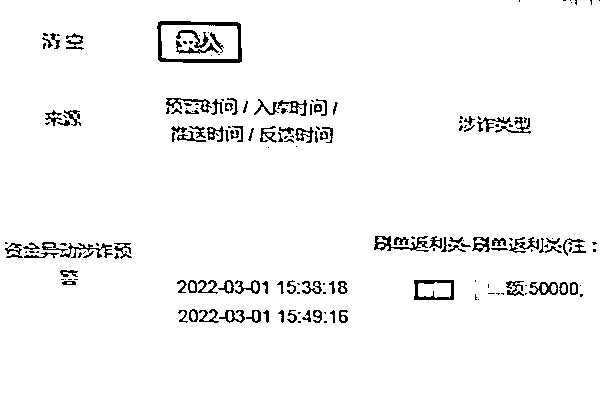 清空 录入
来源 预警时间 / 入库时间 / 涉诈类型
推送时间 / 反馈时间
资金异动涉诈预 刷单返利类-刷单返利类(注:
警
2022-03-01 15:38:18 额:50000;
2022-03-01 15:49:16